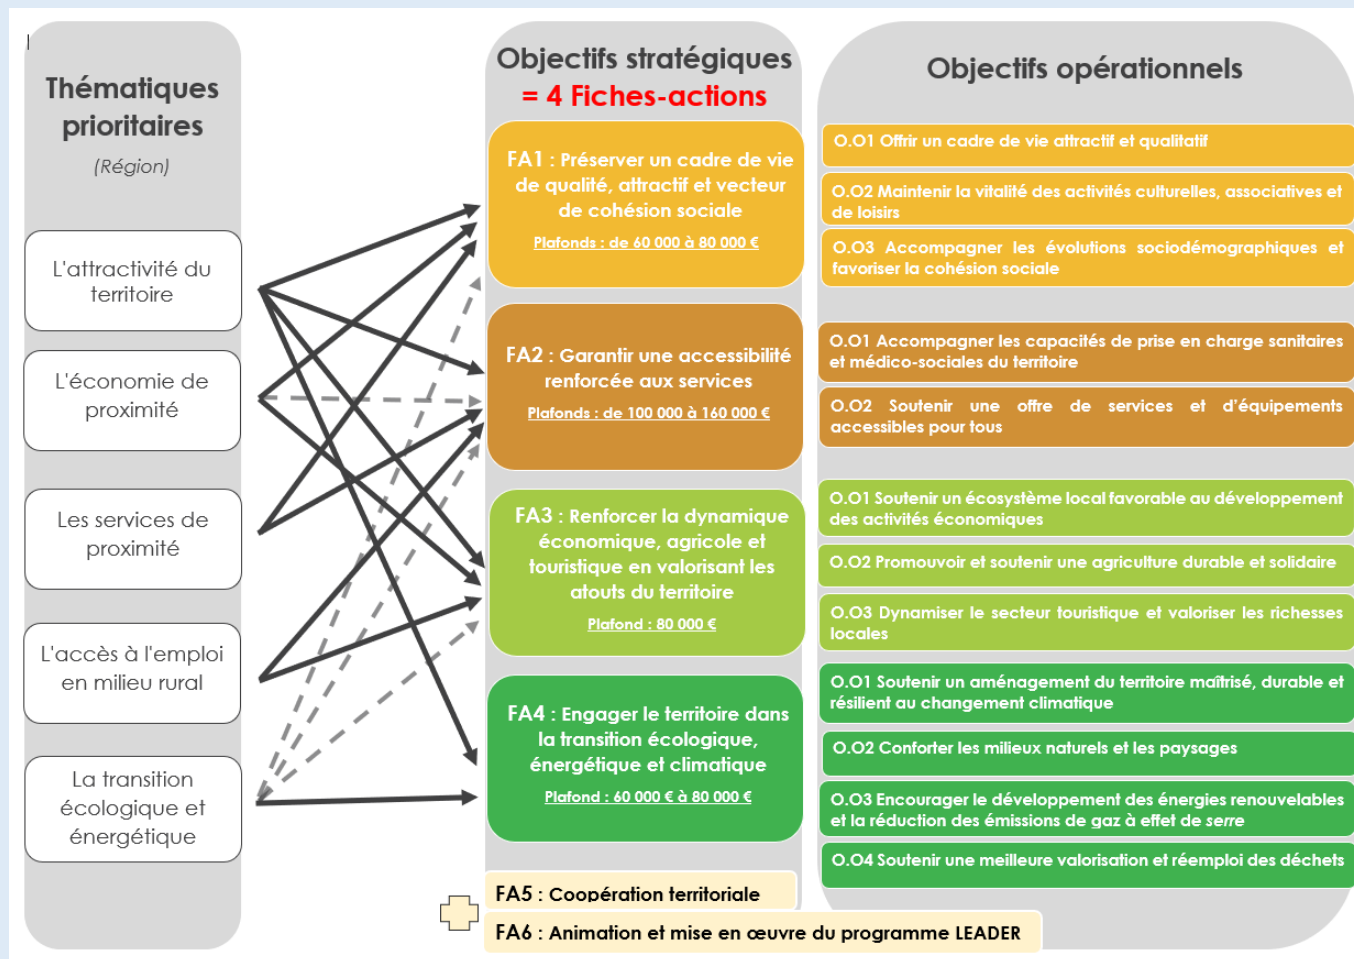 Thématiques
prioritaires
(Région)
L'attractivité du
territoire
L'économie de
proximité
Les services de
proximité
L'accès à l'emploi
en milieu rural
La transition
écologique et
énergétique
Objectifs stratégiques
= 4 Fiches-actions
FA1 : Préserver un cadre de vie
de qualité, attractif et vecteur
de cohésion sociale
Plafonds : de 60 000 à 80 000 €
FA2 : Garantir une accessibilité
renforcée aux services
Plafonds : de 100 000 à 160 000 €
FA3 : Renforcer la dynamique
économique, agricole et
touristique en valorisant les
atouts du territoire
Plafond : 80 000 €
FA4 : Engager le territoire dans
la transition écologique,
énergétique et climatique
Plafond : 60 000 € à 80 000 €
FA5 : Coopération territoriale
FA6 : Animation et mise en œuvre du programme LEADER
Objectifs opérationnels
O.O1 Offrir un cadre de vie attractif et qualitatif
O.O2 Maintenir la vitalité des activités culturelles, associatives et
de loisirs
O.O3 Accompagner les évolutions sociodémographiques et
favoriser la cohésion sociale
O.O1 Accompagner les capacités de prise en charge sanitaires
et médico-sociales du territoire
O.O2 Soutenir une offre de services et d'équipements
accessibles pour tous
O.O1 Soutenir un écosystème local favorable au développement
des activités économiques
O.O2 Promouvoir et soutenir une agriculture durable et solidaire
O.O3 Dynamiser le secteur touristique et valoriser les richesses
locales
O.O1 Soutenir un aménagement du territoire maîtrisé, durable et
résilient au changement climatique
O.O2 Conforter les milieux naturels et les paysages
O.O3 Encourager le développement des énergies renouvelables
et la réduction des émissions de gaz à effet de serre
O.O4 Soutenir une meilleure valorisation et réemploi des déchets